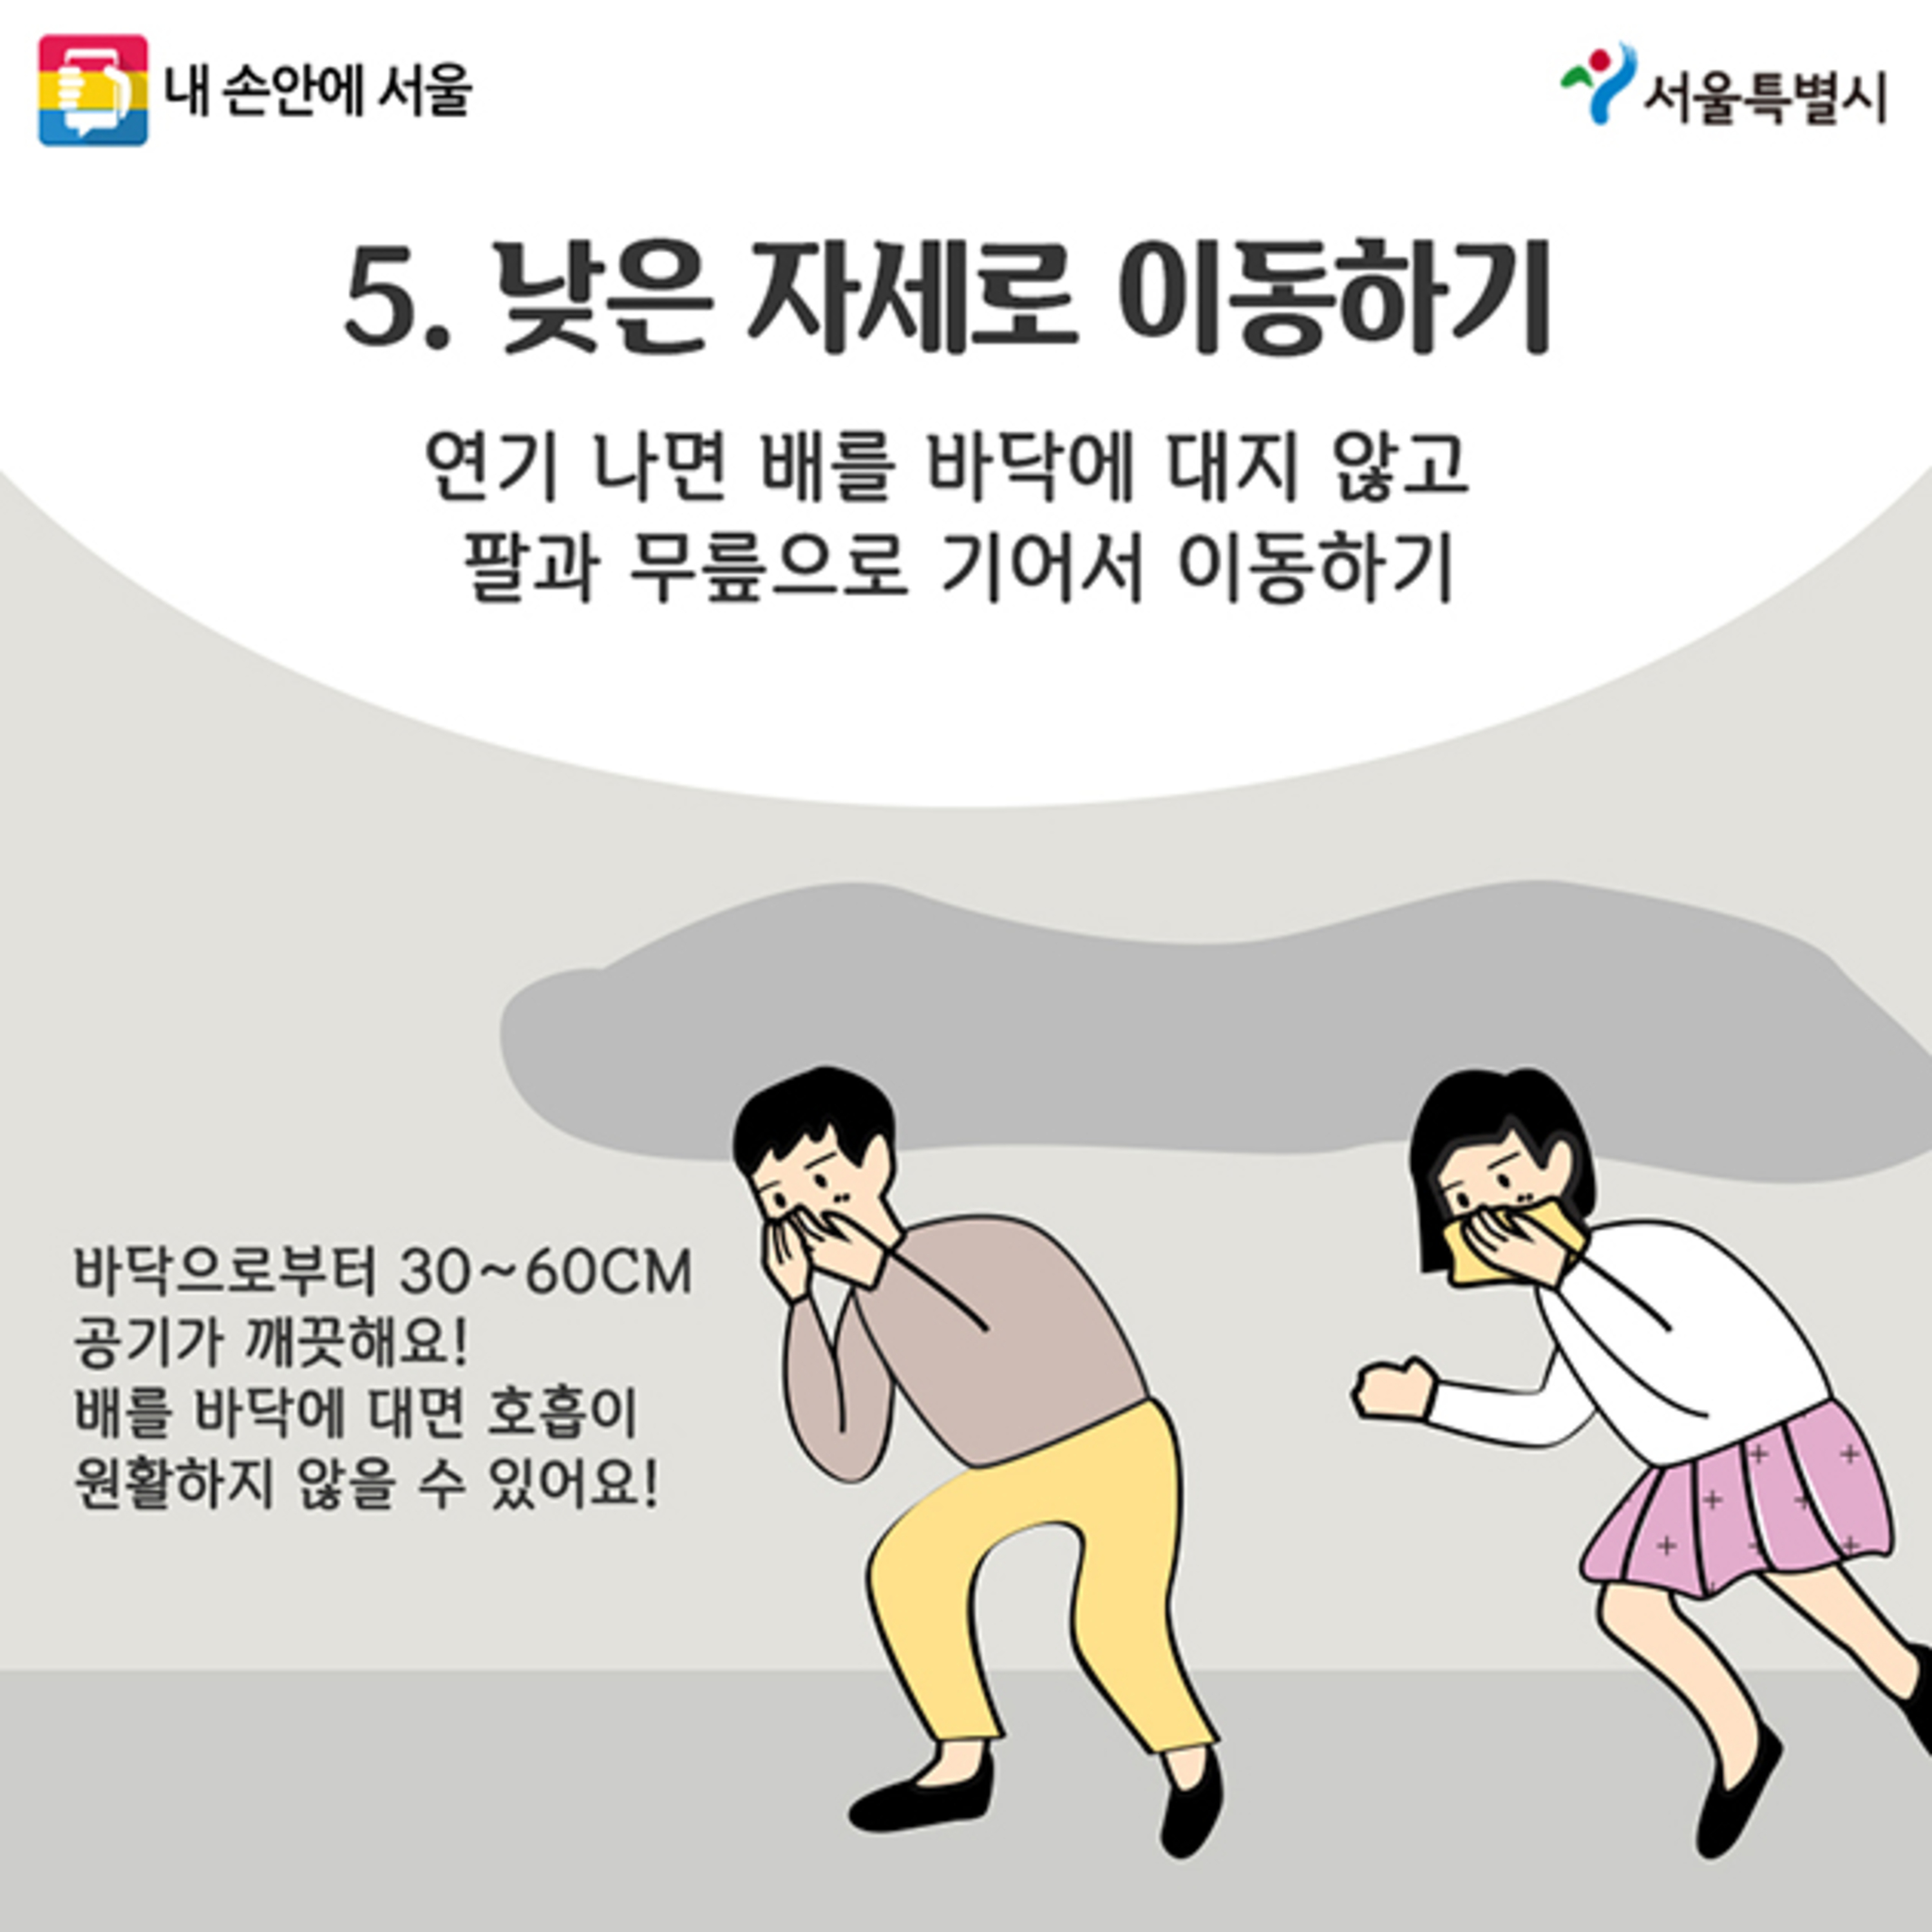 내 손안에 서울
서울특별시
5. 낮은 자세로 이동하기
연기 나면 배를 바닥에 대지 않고
팔과 무릎으로 기어서 이동하기
바닥으로부터 30~60CM
공기가 깨끗해요!
배를 바닥에 대면 호흡이
원활하지 않을 수 있어요!